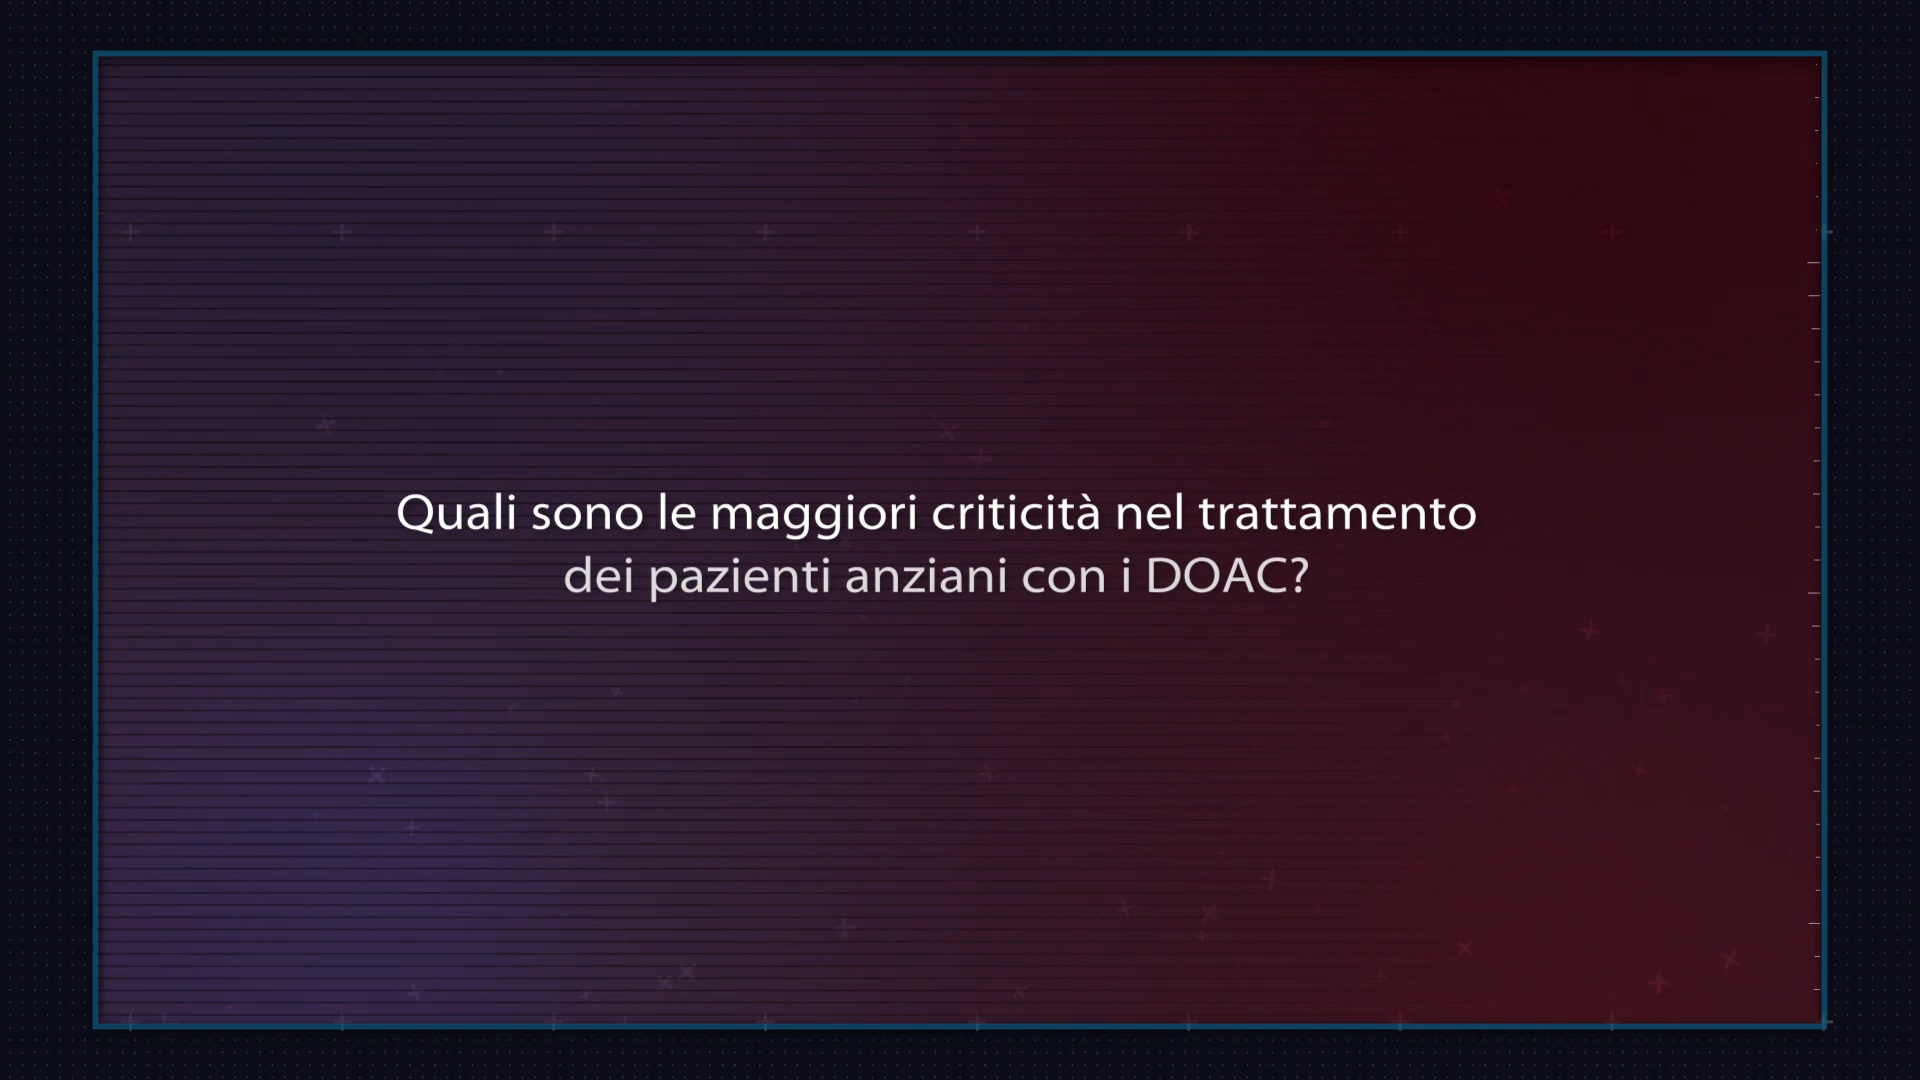 Quali sono le maggiori criticità nel trattamento
dei pazienti anziani con i DOAC?